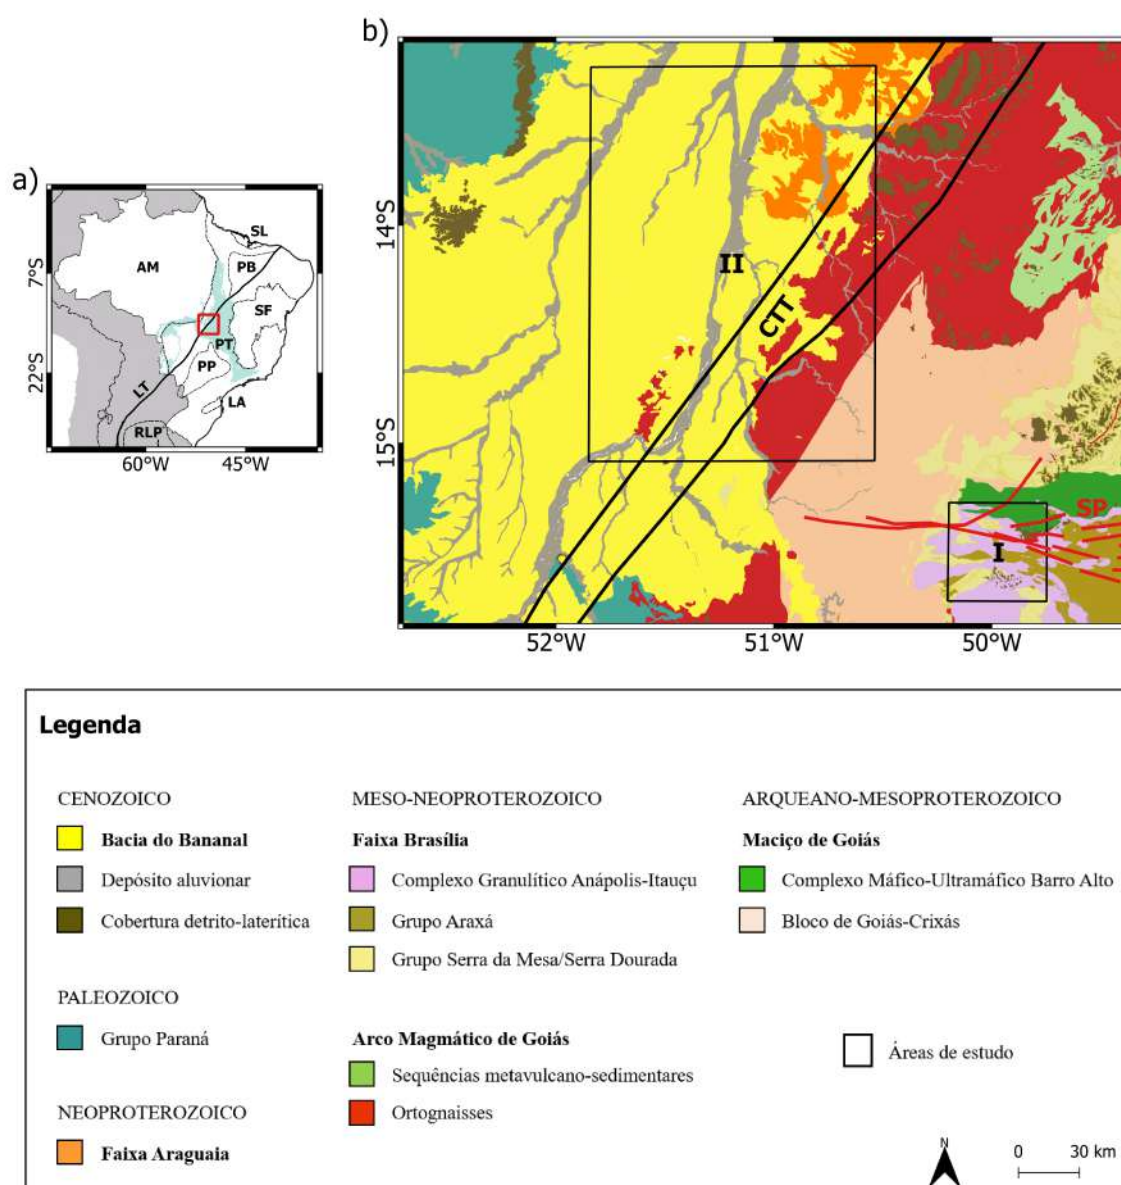 a)
AM
SL
PB
SF
PT
PP
LT
LA
RLP
7°S
22°S
60°W
45°W
b)
14°S
15°S
II
CTT
SP
I
52°W
51°W
50°W
Legenda
CENOZOICO
Bacia do Bananal
Depósito aluvionar
Cobertura detrito-laterítica
PALEOZOICO
Grupo Paraná
NEOPROTEROZOICO
Faixa Araguaia
MESO-NEOPROTEROZOICO
Faixa Brasília
Complexo Granulítico Anápolis-Itauçu
Grupo Araxá
Grupo Serra da Mesa/Serra Dourada
Arco Magmático de Goiás
Sequências metavulcano-sedimentares
Ortognaisses
ARQUEANO-MESOPROTEROZOICO
Maciço de Goiás
Complexo Máfico-Ultramáfico Barro Alto
Bloco de Goiás-Crixás
Áreas de estudo
N
0 30 km